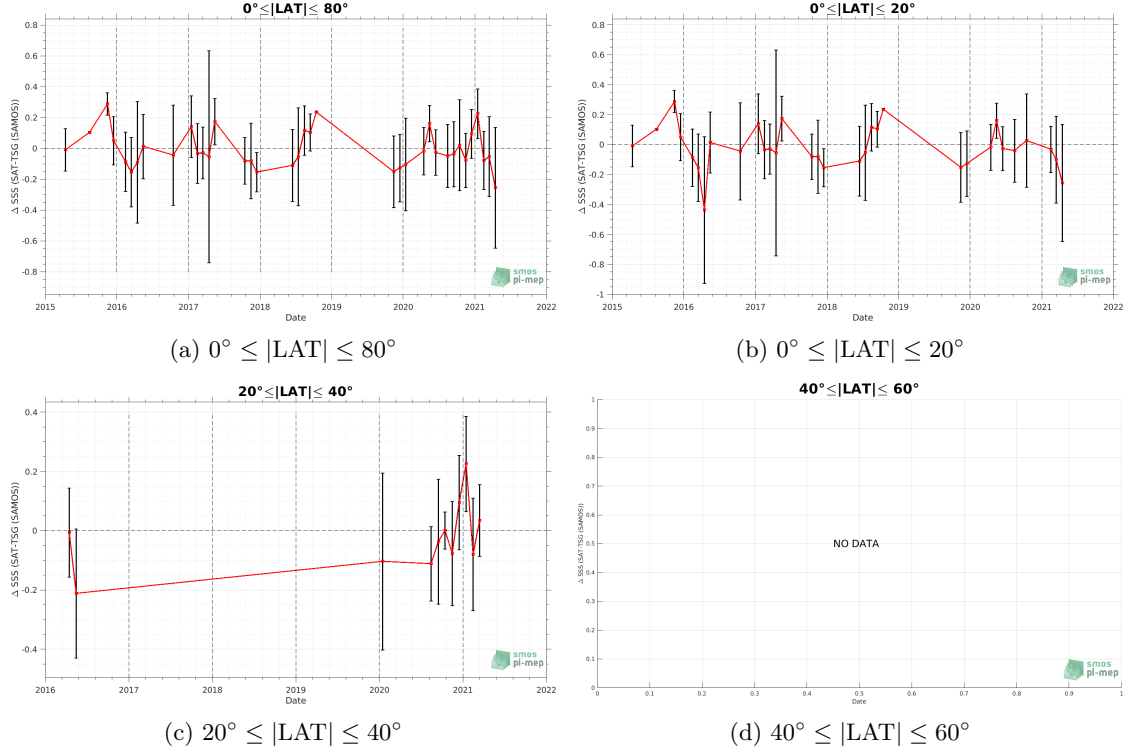 0°≤|LAT|≤ 80°
Δ SSS (SAT-TSG (SAMOS))
0.8
0.6
0.4
0.2
0
-0.2
-0.4
-0.6
-0.8
2015 2016 2017 2018 2019 2020 2021 2022
Date
smos
pi-mep
(a) 0° ≤ |LAT| ≤ 80°
0°≤|LAT|≤ 20°
Δ SSS (SAT-TSG (SAMOS))
0.8
0.6
0.4
0.2
0
-0.2
-0.4
-0.6
-0.8
-1
2015 2016 2017 2018 2019 2020 2021 2022
Date
smos
pi-mep
(b) 0° ≤ |LAT| ≤ 20°
20°≤|LAT|≤ 40°
Δ SSS (SAT-TSG (SAMOS))
0.4
0.2
0
-0.2
-0.4
2016 2017 2018 2019 2020 2021 2022
Date
smos
pi-mep
(c) 20° ≤ |LAT| ≤ 40°
40°≤|LAT|≤ 60°
Δ SSS (SAT-TSG (SAMOS))
1
0.9
0.8
0.7
0.6
0.5
0.4
0.3
0.2
0.1
0
NO DATA
0 0.1 0.2 0.3 0.4 0.5 0.6 0.7 0.8 0.9 1
Date
smos
pi-mep
(d) 40° ≤ |LAT| ≤ 60°